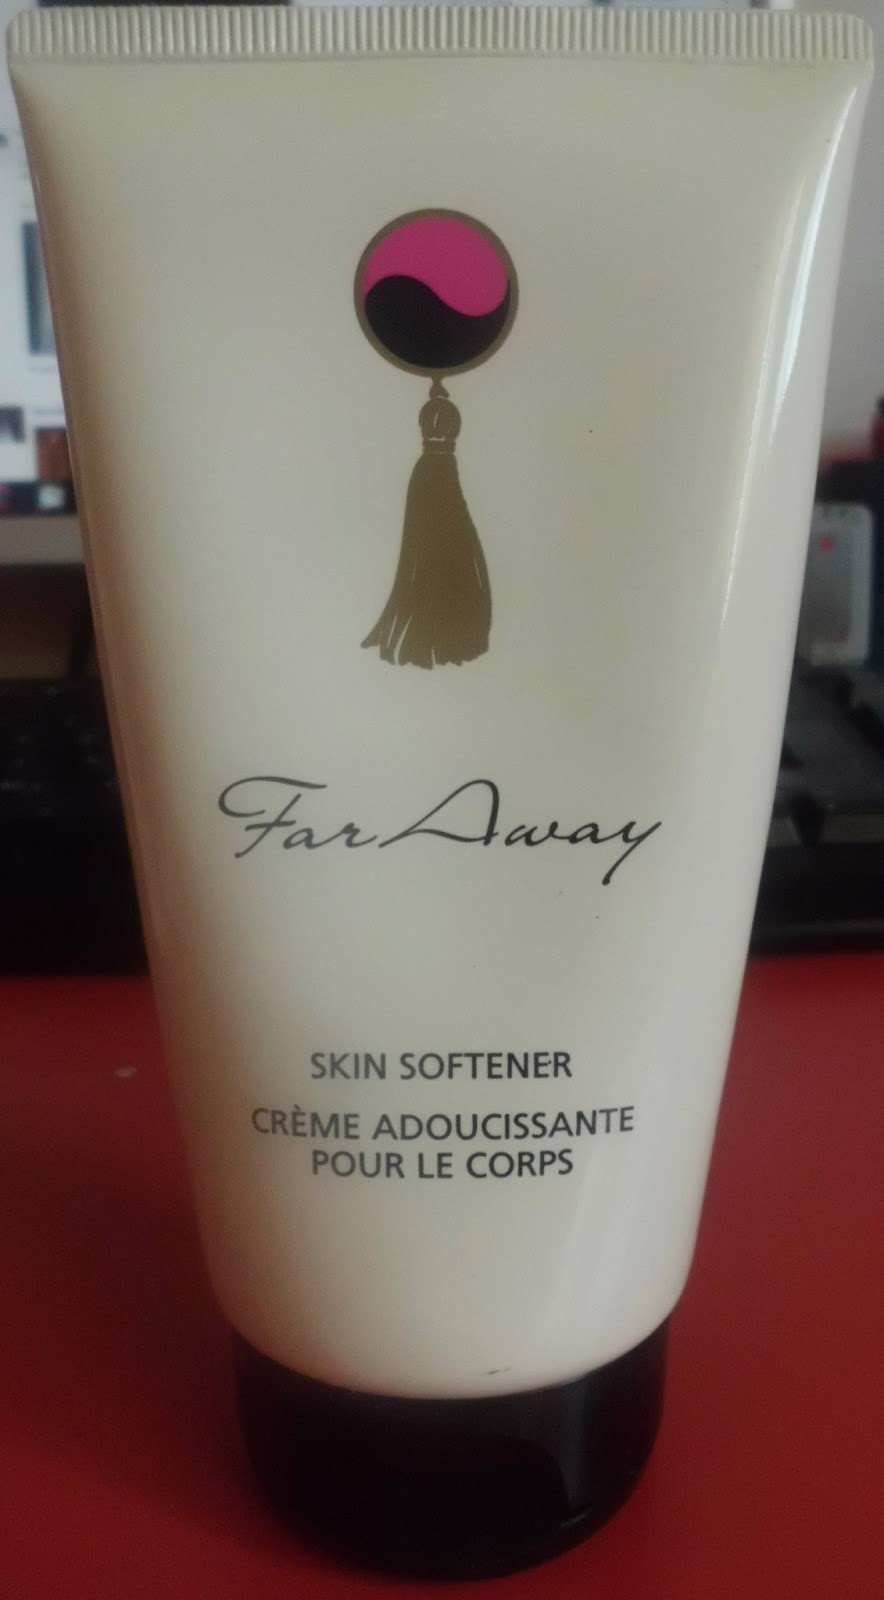 Far Away
SKIN SOFTENER
CRÈME ADOUCISSANTE
POUR LE CORPS